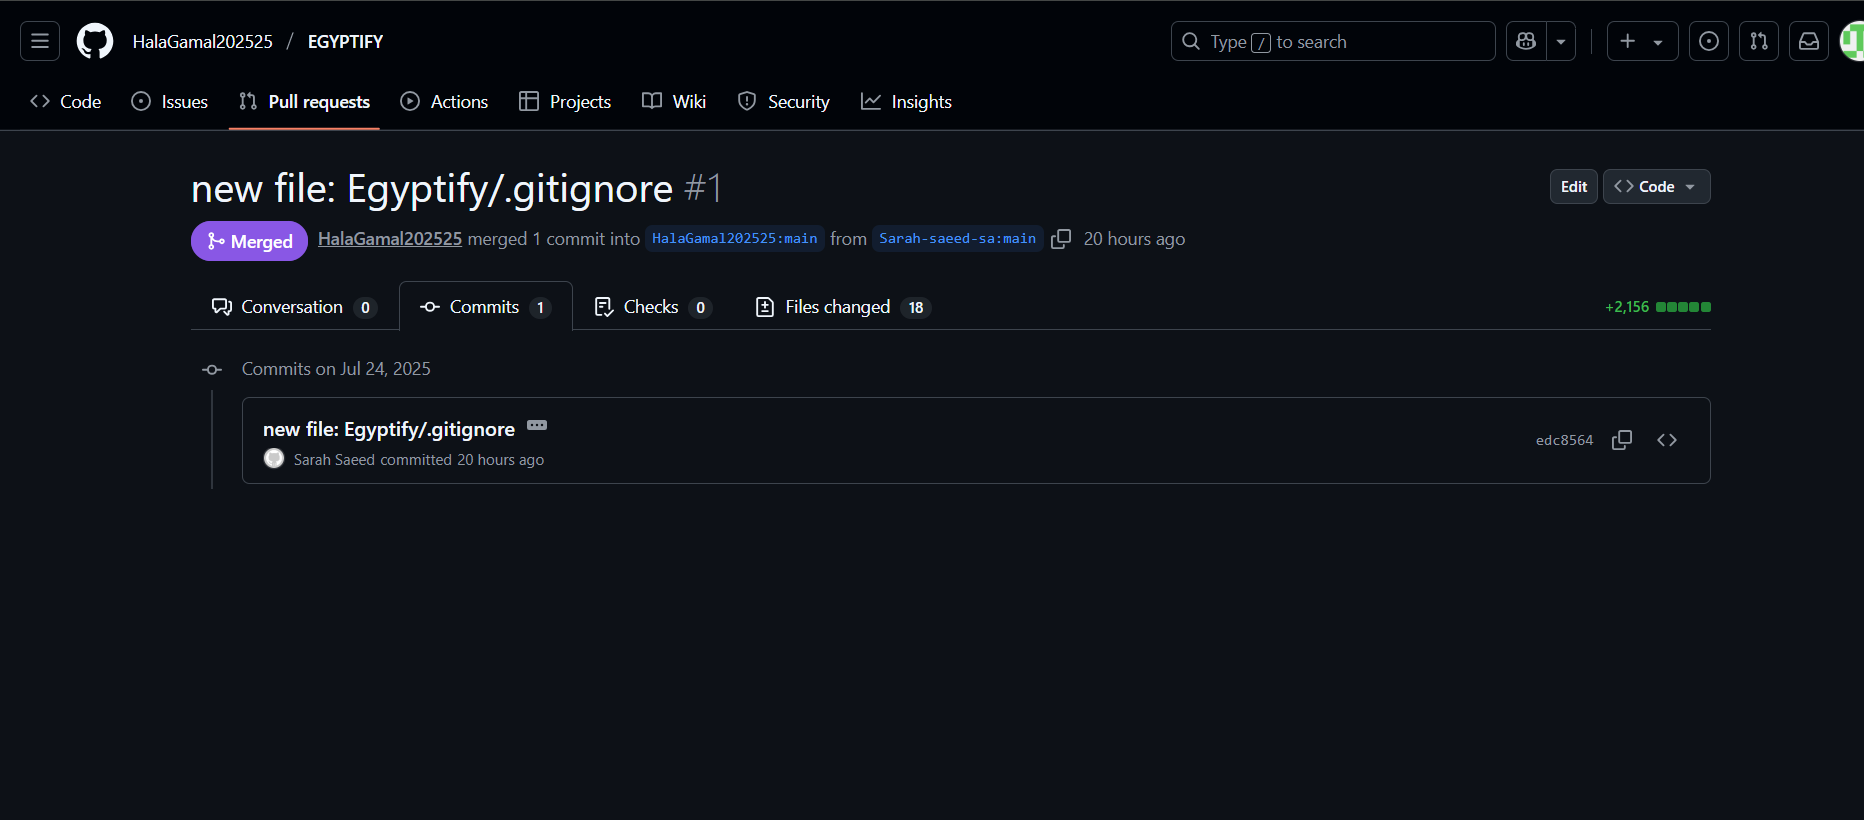 HalaGamal202525 / EGYPTIFY
Type / to search
Code Issues Pull requests Actions Projects Wiki Security Insights
new file: Egyptify/.gitignore #1
Edit Code
Merged HalaGamal202525 merged 1 commit into HalaGamal202525:main from Sarah-saeed-sa:main 20 hours ago
Conversation 0 Commits 1 Checks 0 Files changed 18 +2,156
Commits on Jul 24, 2025
new file: Egyptify/.gitignore
edc8564
Sarah Saeed committed 20 hours ago